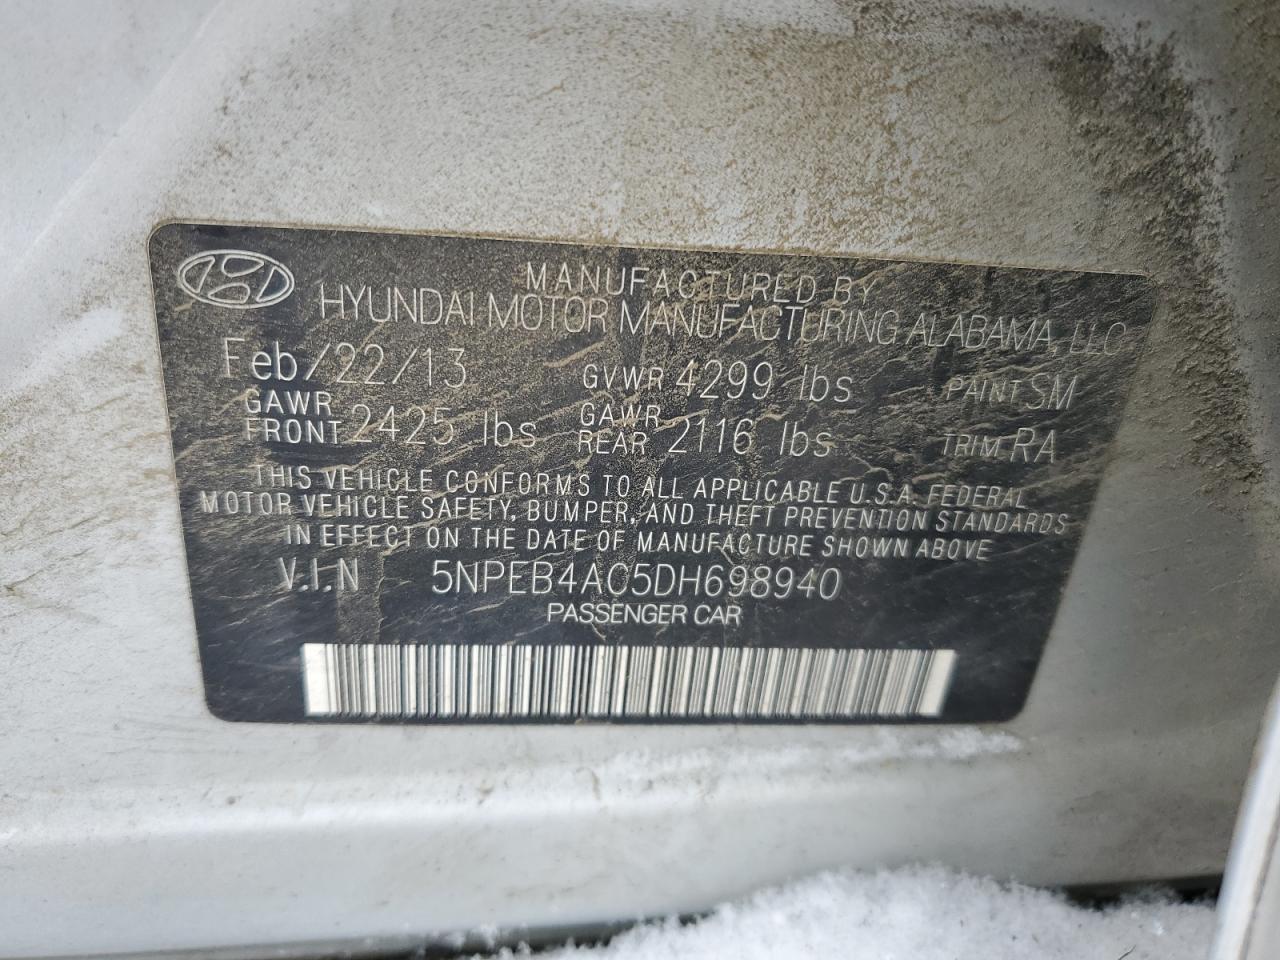 MANUFACTURED BY
HYUNDAI MOTOR MANUFACTURING ALABAMA, LLC
Feb/22/13 GVWR 4299 lbs PAINT SM
GAWR FRONT 2425 lbs GAWR REAR 2116 lbs TRIM RA
THIS VEHICLE CONFORMS TO ALL APPLICABLE U.S.A. FEDERAL
MOTOR VEHICLE SAFETY, BUMPER, AND THEFT PREVENTION STANDARDS
IN EFFECT ON THE DATE OF MANUFACTURE SHOWN ABOVE
V.I.N 5NPEB4AC5DH698940
PASSENGER CAR